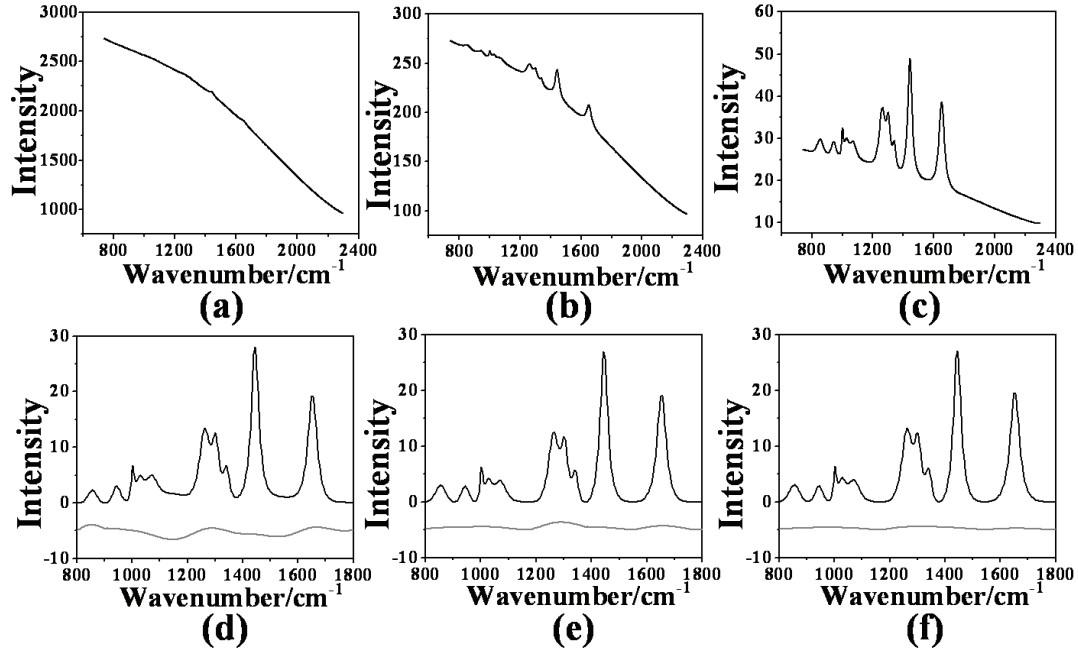 3000
2500
2000
1500
1000
Intensity
800 1200 1600 2000 2400
Wavenumber/cm-1
(a)
300
250
200
150
100
Intensity
800 1200 1600 2000 2400
Wavenumber/cm-1
(b)
60
50
40
30
20
10
Intensity
800 1200 1600 2000 2400
Wavenumber/cm-1
(c)
30
20
10
0
-10
Intensity
800 1000 1200 1400 1600 1800
Wavenumber/cm-1
(d)
30
20
10
0
-10
Intensity
800 1000 1200 1400 1600 1800
Wavenumber/cm-1
(e)
30
20
10
0
-10
Intensity
800 1000 1200 1400 1600 1800
Wavenumber/cm-1
(f)